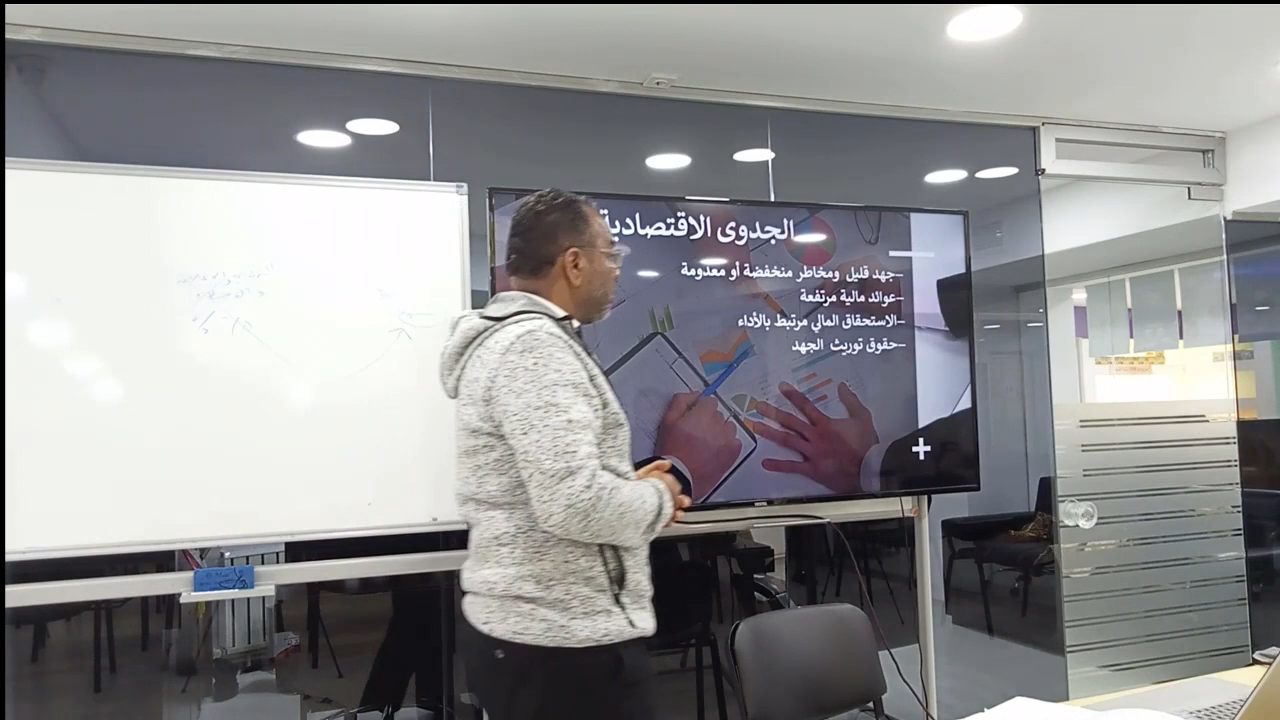 الجدوى الاقتصادية
-جهد قليل ومخاطر منخفضة أو معدومة
-عوائد مالية مرتفعة
-الاستحقاق المالي مرتبط بالأداء
-حقوق توريث الجهد